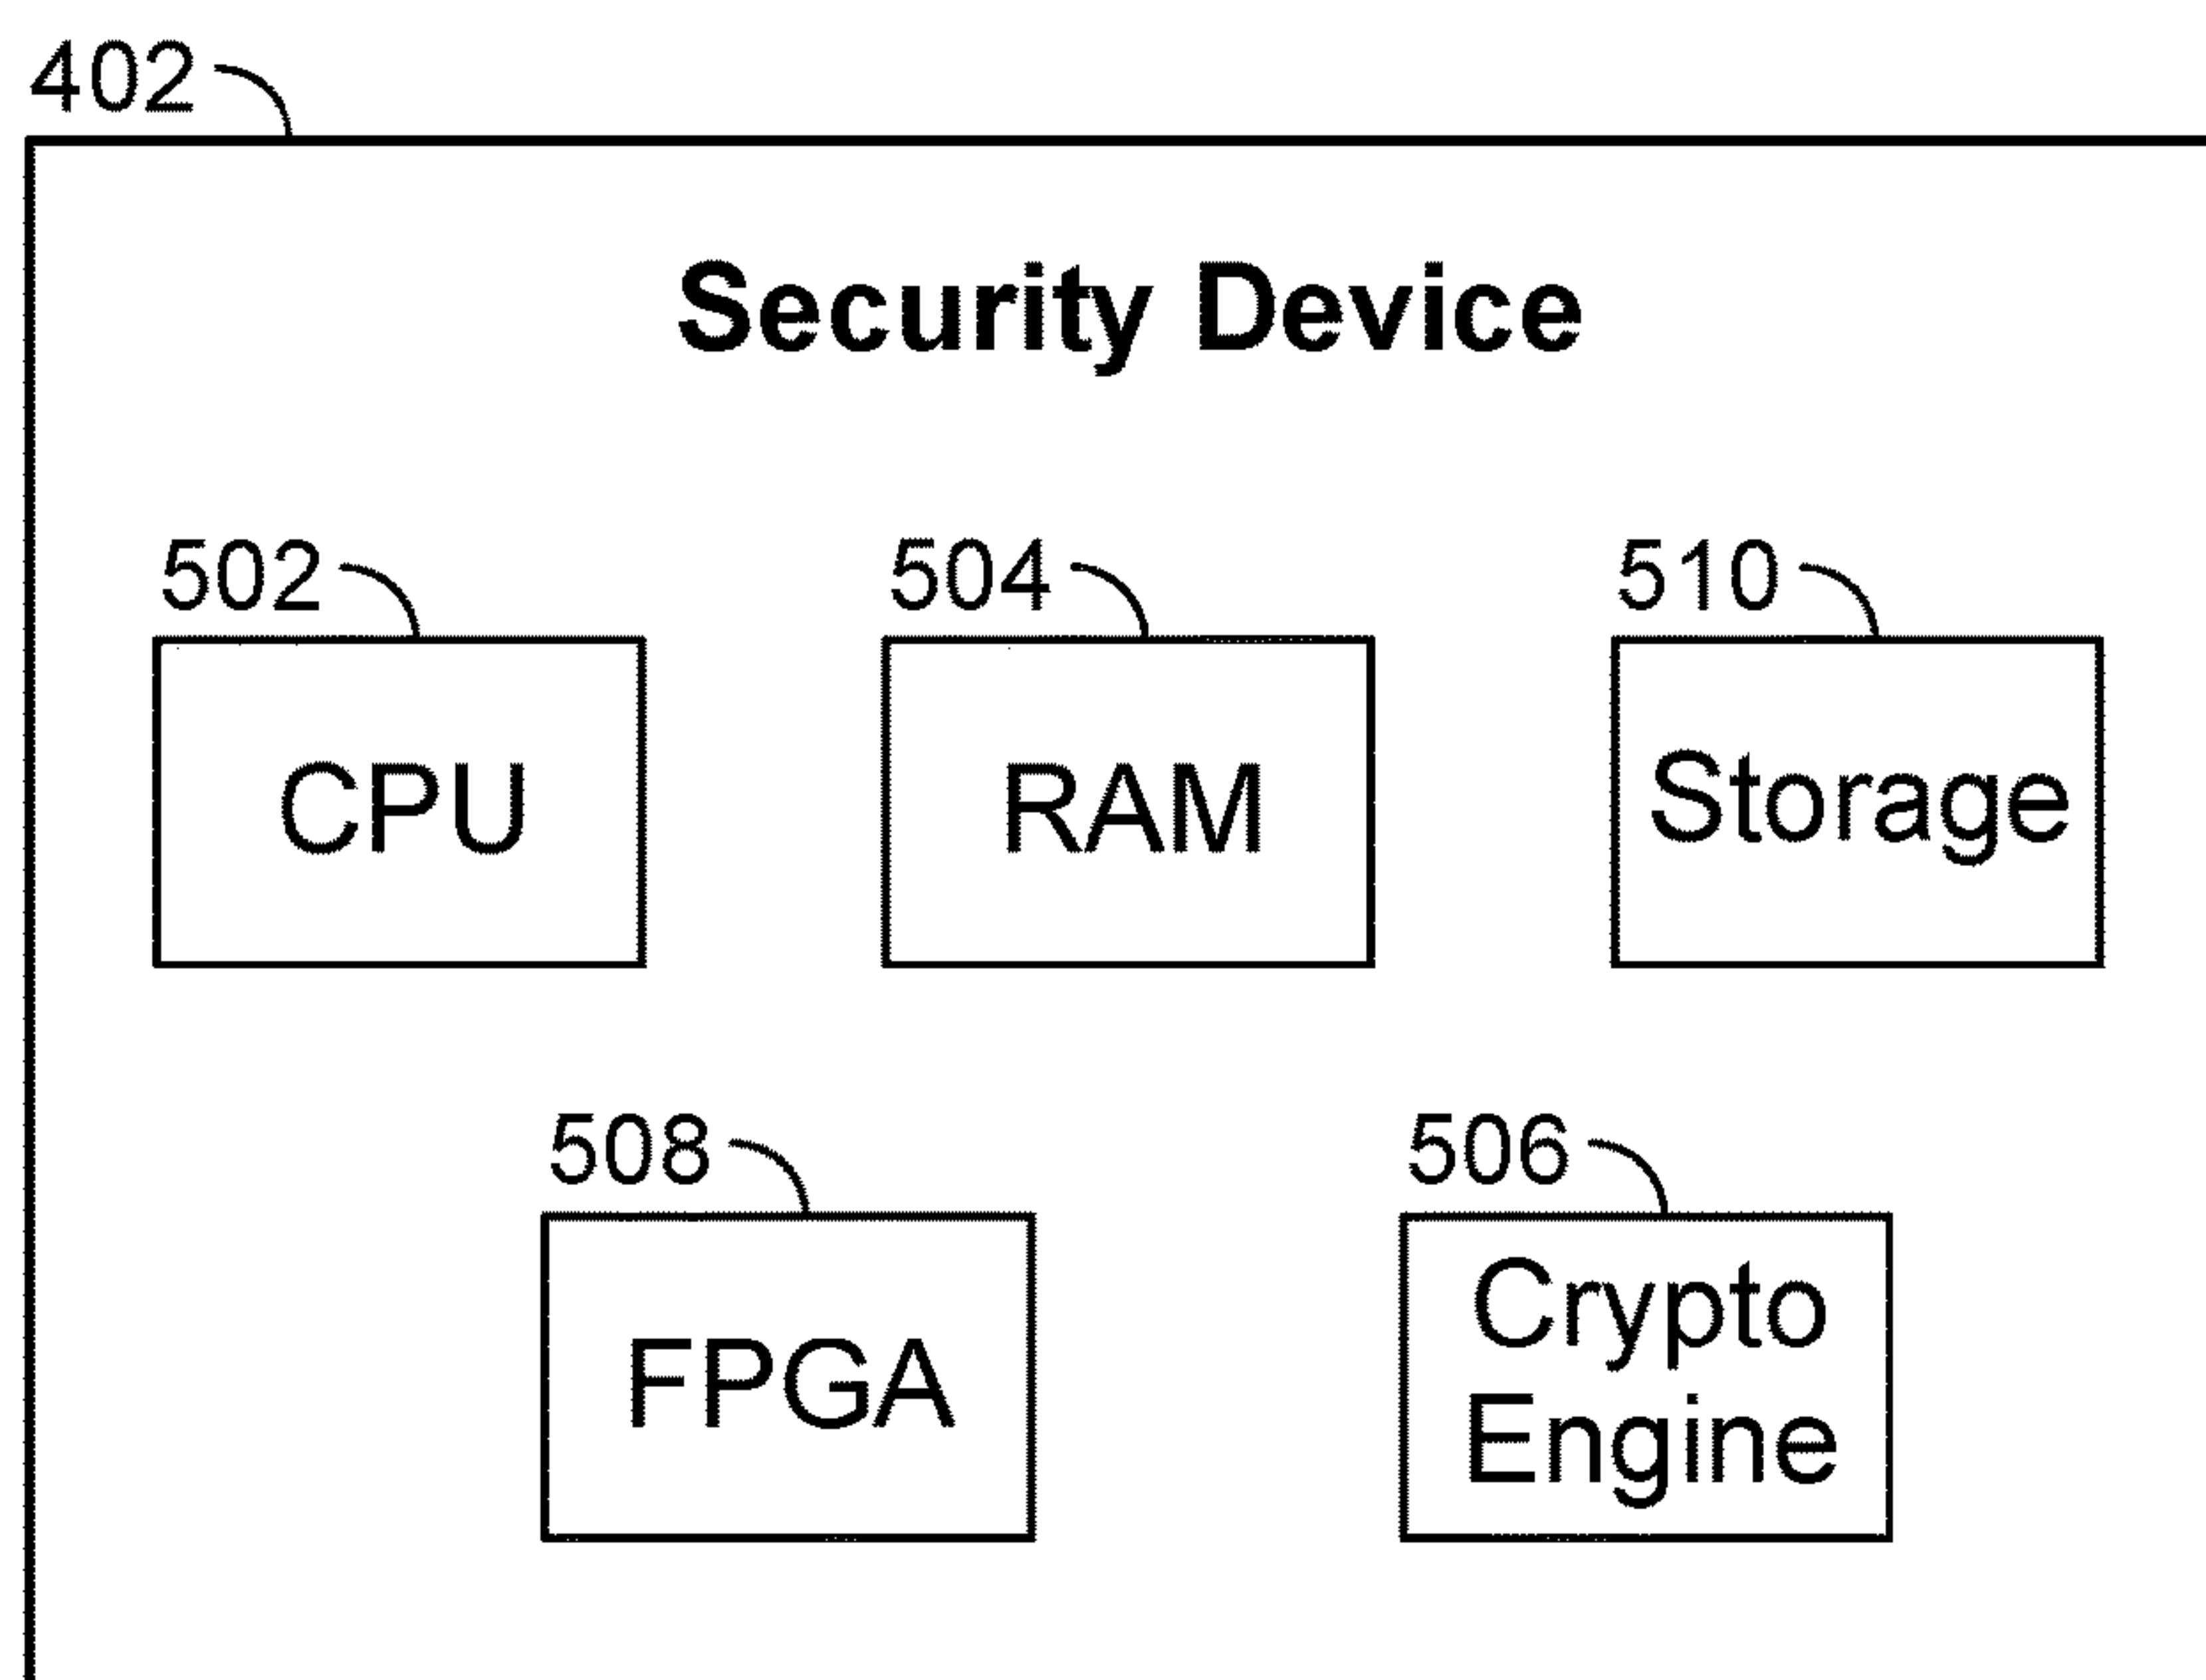 402
Security Device
502
504
510
CPU
RAM
Storage
508
506
FPGA
Crypto
Engine